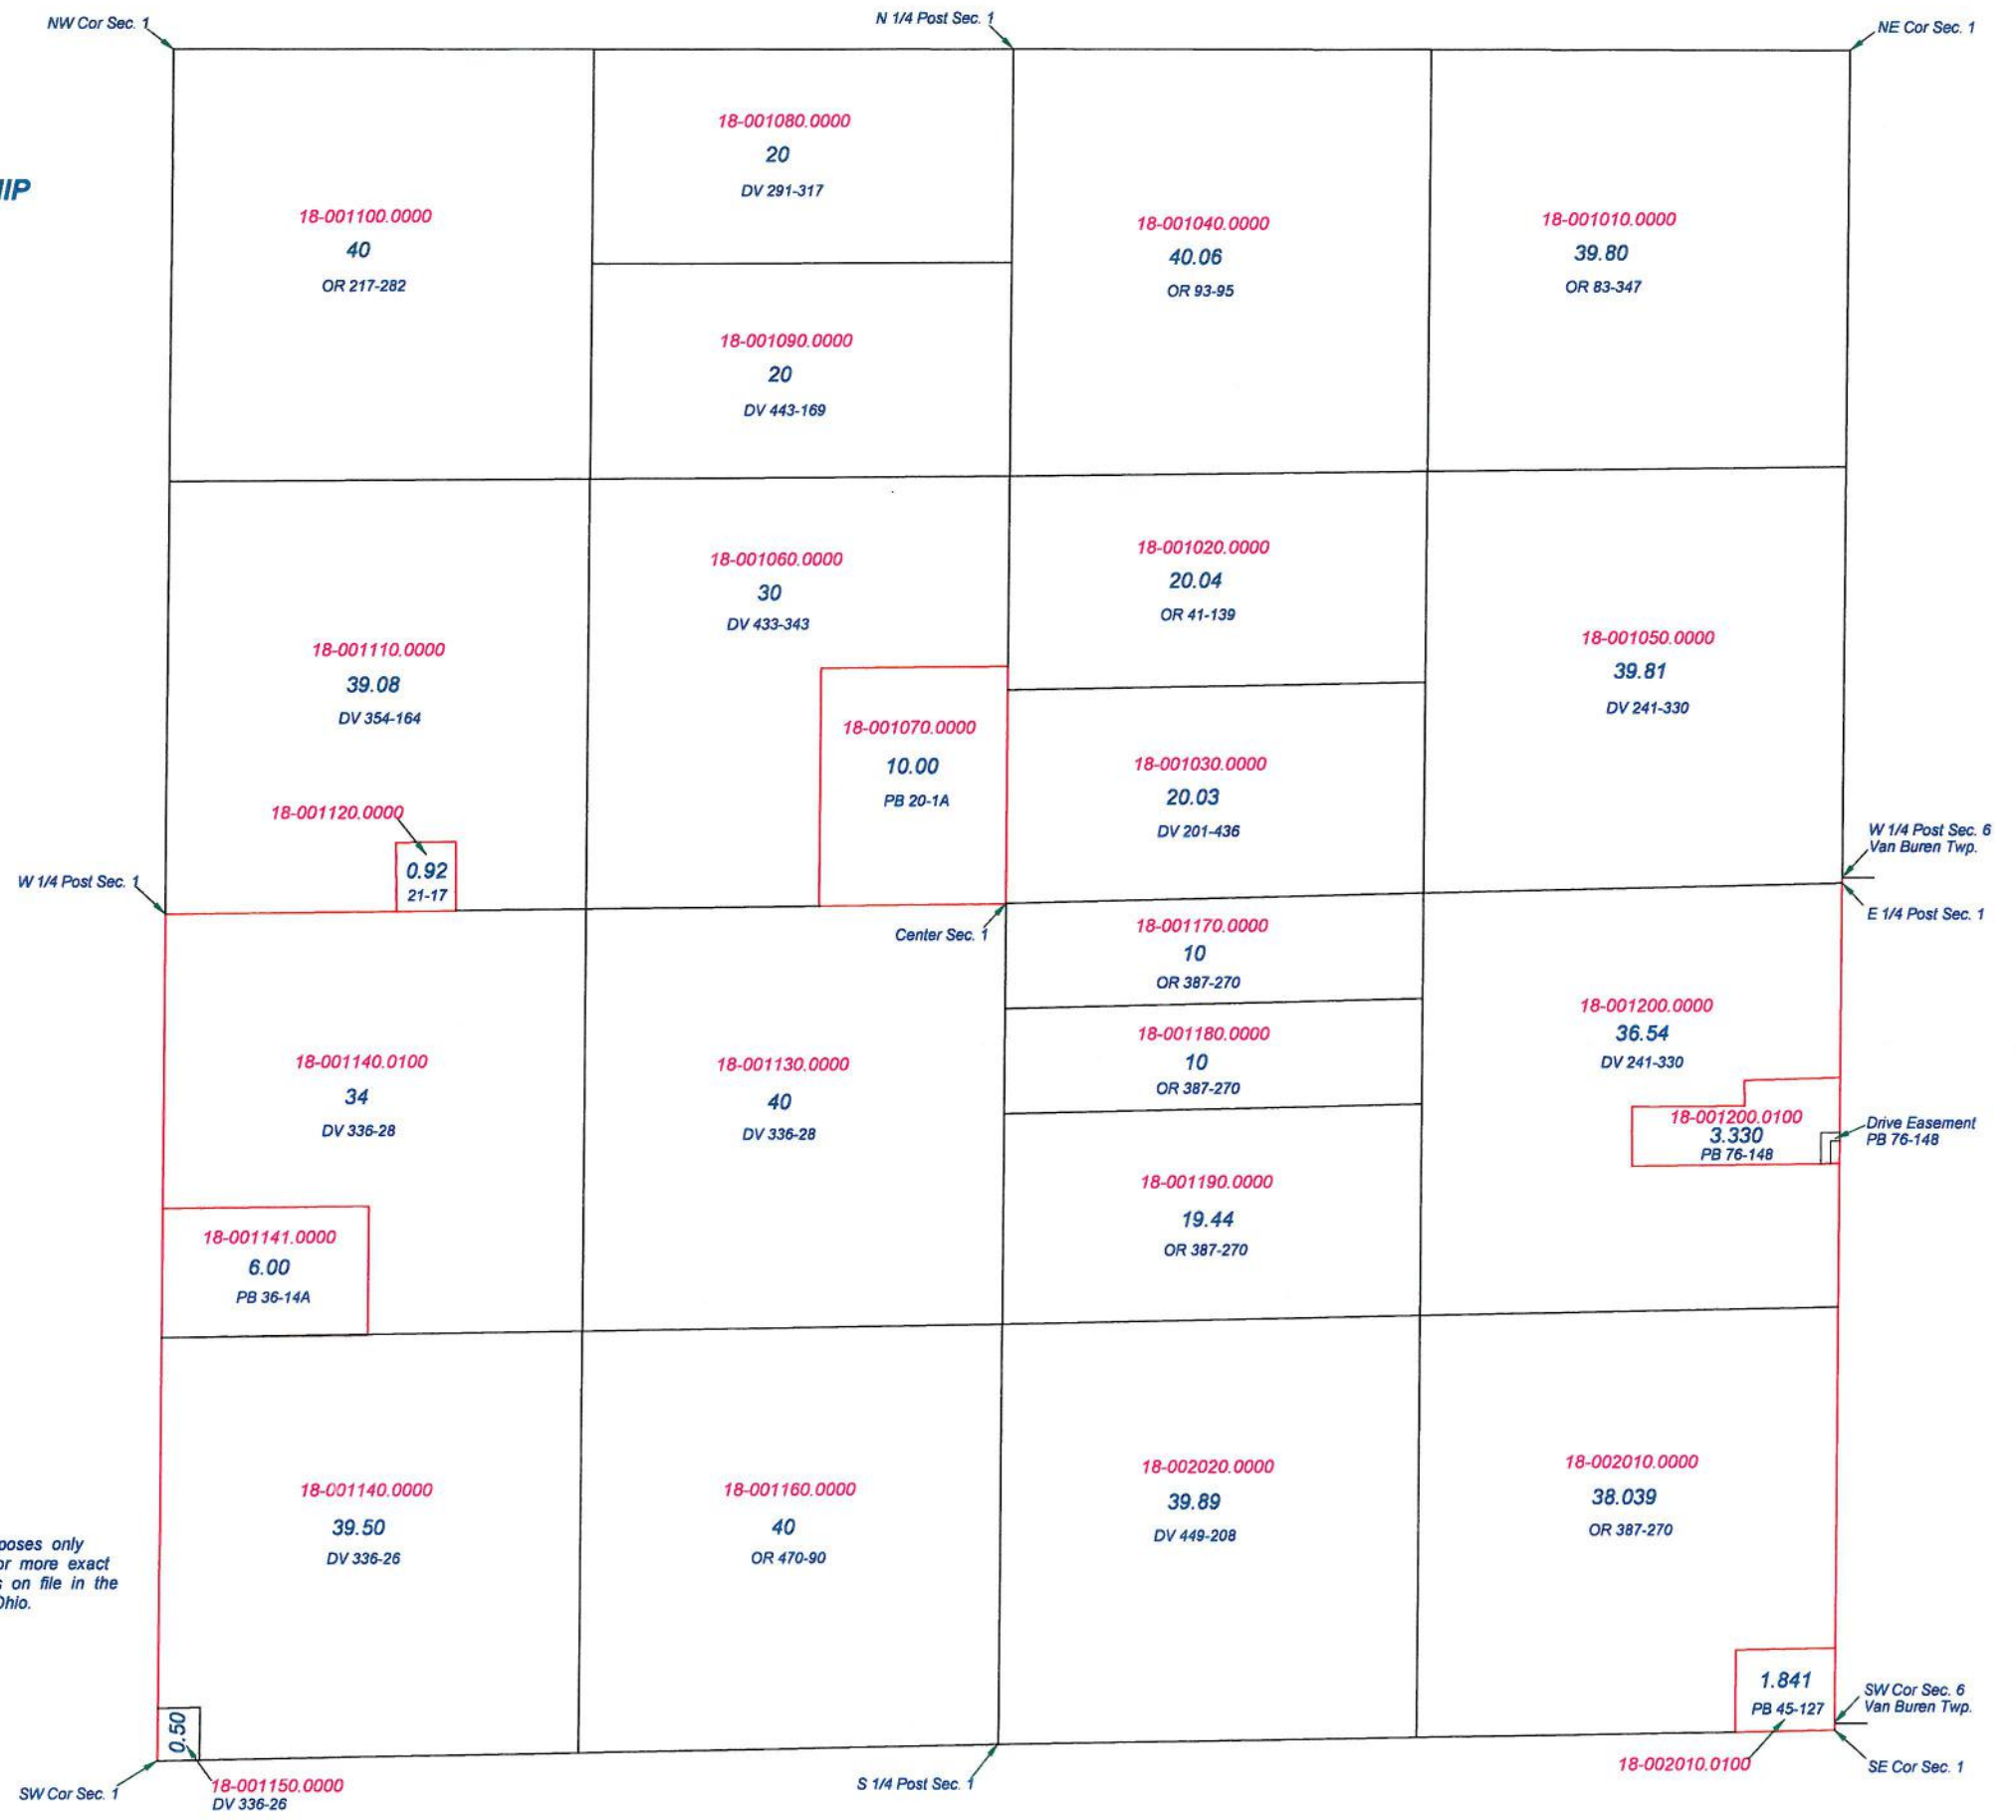 NW Cor Sec. 1
N 1/4 Post Sec. 1
NE Cor Sec. 1
18-001080.0000
20
DV 291-317
18-001100.0000
40
OR 217-282
18-001040.0000
40.06
OR 93-95
18-001010.0000
39.80
OR 83-347
18-001090.0000
20
DV 443-169
18-001060.0000
30
DV 433-343
18-001020.0000
20.04
OR 41-139
18-001110.0000
39.08
DV 354-164
18-001050.0000
39.81
DV 241-330
18-001070.0000
10.00
PB 20-1A
18-001030.0000
20.03
DV 201-436
18-001120.0000
0.92
21-17
W 1/4 Post Sec. 6
Van Buren Twp.
W 1/4 Post Sec. 1
E 1/4 Post Sec. 1
Center Sec. 1
18-001170.0000
10
OR 387-270
18-001180.0000
10
OR 387-270
18-001200.0000
36.54
DV 241-330
18-001140.0100
34
DV 336-28
18-001130.0000
40
DV 336-28
18-001200.0100
3.330
PB 76-148
Drive Easement
PB 76-148
18-001190.0000
19.44
OR 387-270
18-001141.0000
6.00
PB 36-14A
18-001140.0000
39.50
DV 336-26
18-001160.0000
40
OR 470-90
18-002020.0000
39.89
DV 449-208
18-002010.0000
38.039
OR 387-270
only
or more exact
on file in the
Ohio.
1.841
PB 45-127
SW Cor Sec. 6
Van Buren Twp.
0.50
18-002010.0100
SE Cor Sec. 1
SW Cor Sec. 1
18-001150.0000
DV 336-26
S 1/4 Post Sec. 1